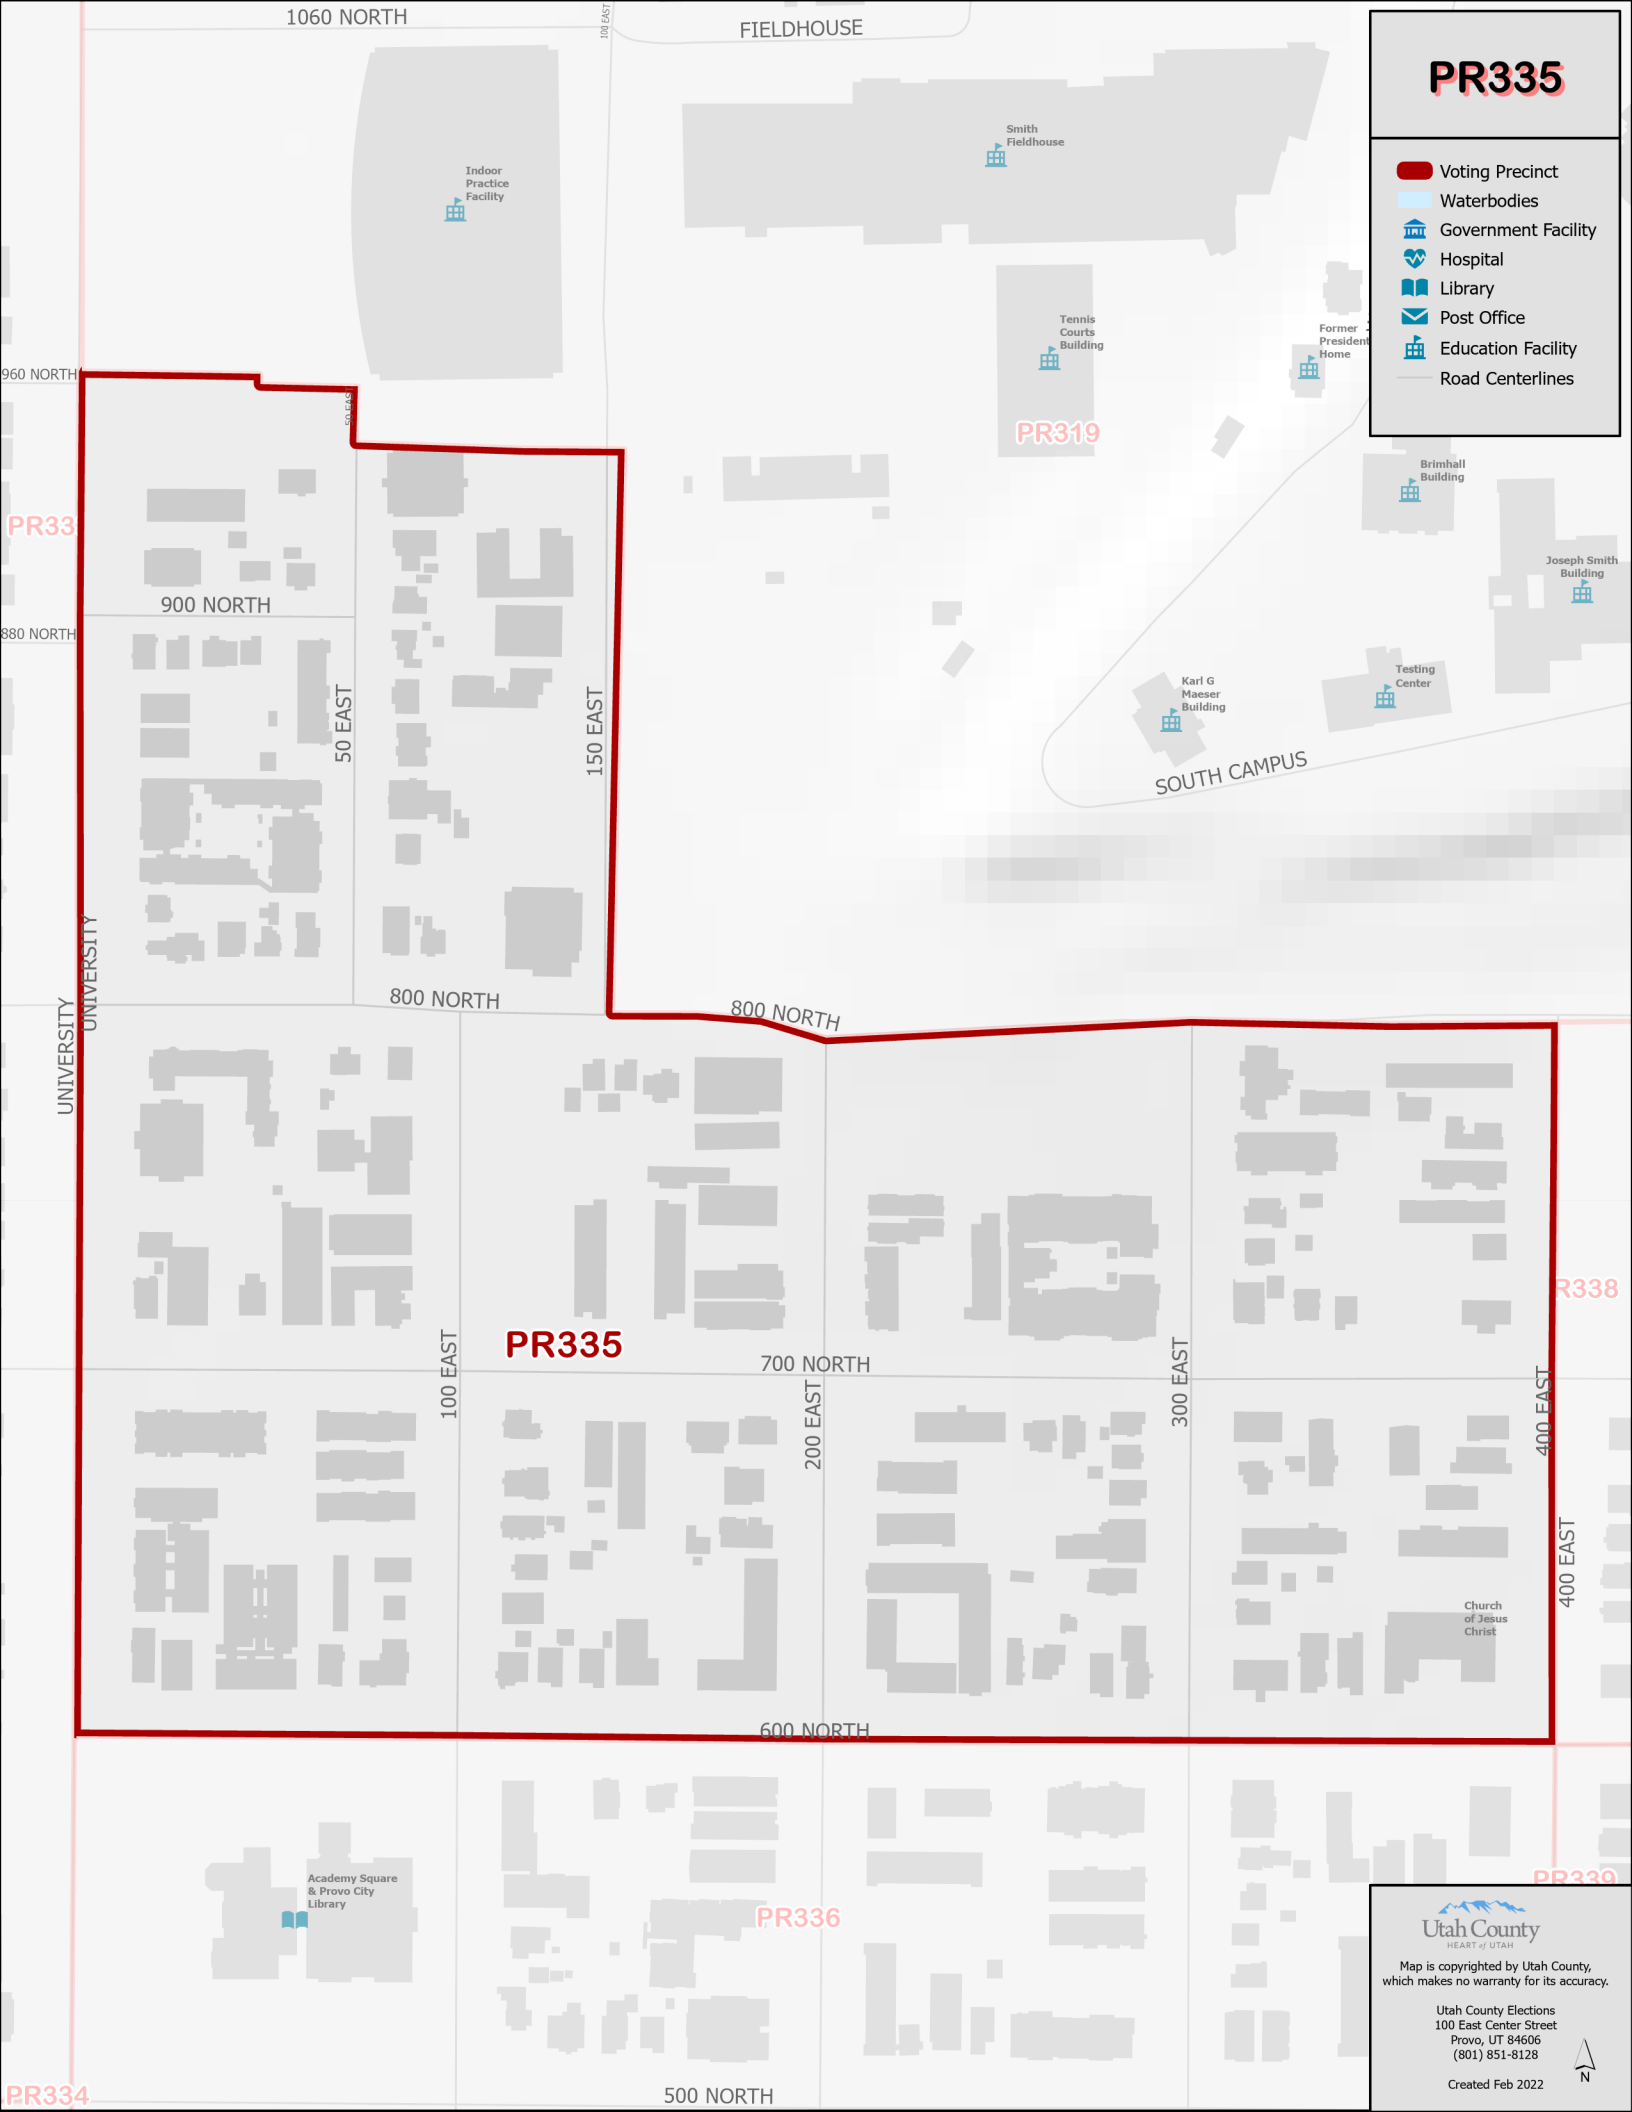 1060 NORTH
100 EAST
FIELDHOUSE
PR335
Smith
Fieldhouse
Indoor
Practice
Facility
Voting Precinct
Waterbodies
Government Facility
Hospital
Library
Post Office
Education Facility
Road Centerlines
Tennis
Courts
Building
Former
President
Home
960 NORTH
50 EAST
PR319
Brimhall
Building
PR33
Joseph Smith
Building
900 NORTH
880 NORTH
50 EAST
150 EAST
Karl G
Maeser
Building
Testing
Center
SOUTH CAMPUS
UNIVERSITY
UNIVERSITY
800 NORTH
800 NORTH
R338
PR335
100 EAST
700 NORTH
200 EAST
300 EAST
400 EAST
400 EAST
Church
of Jesus
Christ
600 NORTH
Academy Square
& Provo City
Library
PR336
PR339
Utah County
HEART of UTAH
Map is copyrighted by Utah County,
which makes no warranty for its accuracy.
Utah County Elections
100 East Center Street
Provo, UT 84606
(801) 851-8128
Created Feb 2022
N
PR334
500 NORTH